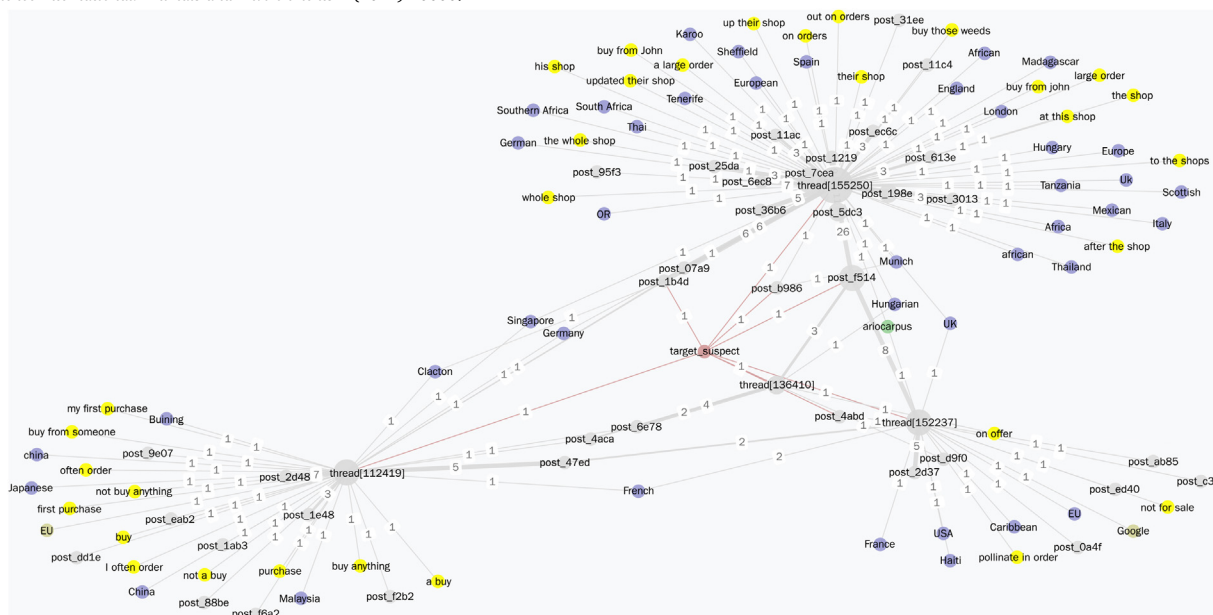 post_31ee
out on orders
up their shop
buy those weeds
Karoo
on orders
buy from John
Sheffield
African
Spain
Madagascar
his shop
a large order
post_11c4
updated their shop
their shop
large order
European
England
buy from john
the shop
Southern Africa
South Africa
Tenerife
London
at this shop
Thai
post_11ac
post_ec6c
German
the whole shop
Hungary
Europe
post_1219
post_613e
to the shops
post_95f3
post_25da
post_7cea
post_6ec8
thread[155250]
Tanzania
Uk
Scottish
whole shop
post_198e
post_3013
OR
post_36b6
post_5dc3
Mexican
Italy
Africa
after the shop
african
Thailand
post_07a9
Munich
post_1b4d
post_b986
post_f514
Hungarian
Singapore
Germany
ariocarpus
UK
target_suspect
Clacton
thread[136410]
my first purchase
Buining
post_4abd
thread[152237]
buy from someone
post_6e78
on offer
china
post_9e07
post_4aca
often order
post_47ed
post_d9f0
post_ab85
Japanese
not buy anything
post_2d48
thread[112419]
post_2d37
post_c3
first purchase
French
post_ed40
not for sale
EU
post_eab2
post_1e48
EU
buy
USA
Caribbean
Google
post_dd1e
post_1ab3
France
post_0a4f
I often order
not a buy
purchase
buy anything
Haiti
pollinate in order
China
a buy
post_88be
Malaysia
post_f2b2
post_f6a2